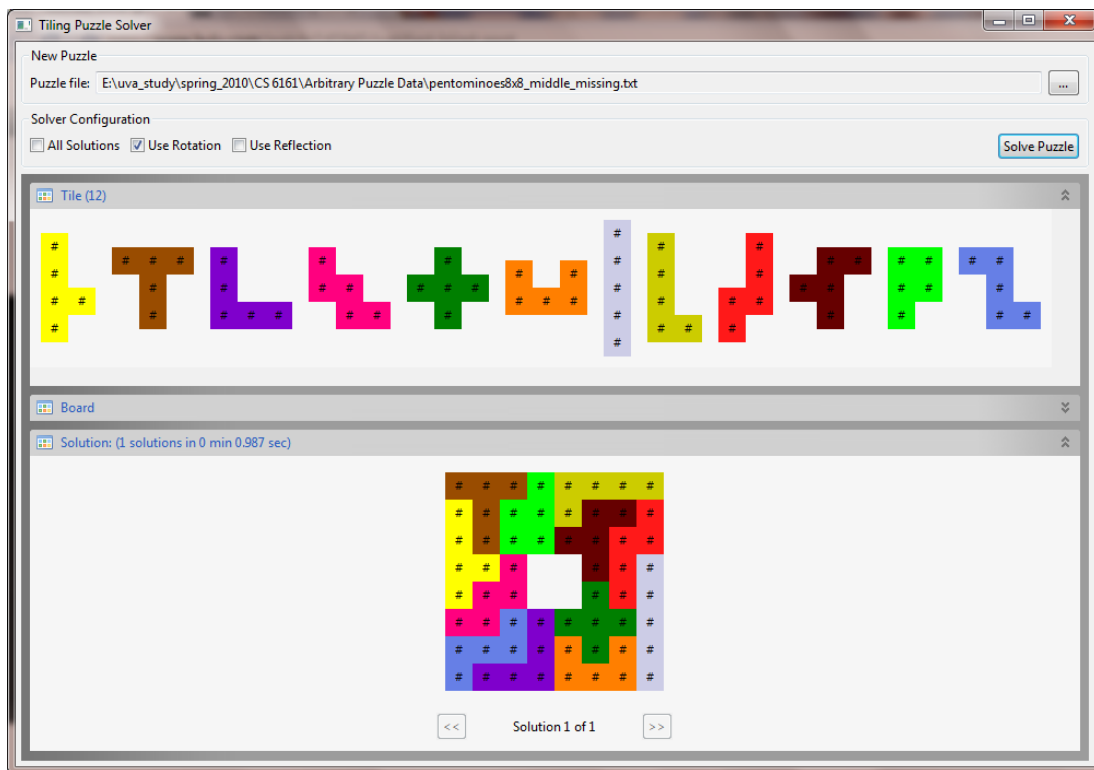 Tiling Puzzle Solver
New Puzzle
Puzzle file: E:\uva_study\spring_2010\CS 6161\Arbitrary Puzzle Data\pentominoes8x8_middle_missing.txt ...
Solver Configuration
All Solutions Use Rotation Use Reflection Solve Puzzle
Tile (12)
#
# # # # # # # # #
# # # # # # # # # # # # # #
# # # # # # # # # # # # # # # # #
# # # # # # # # # # # # # # # # # #
#
Board
Solution: (1 solutions in 0 min 0.987 sec)
# # # # # # # #
# # # # # # # #
# # # # # # # #
# # # # # #
# # # # # #
# # # # # # # #
# # # # # # # #
# # # # # # # #
<< Solution 1 of 1 >>